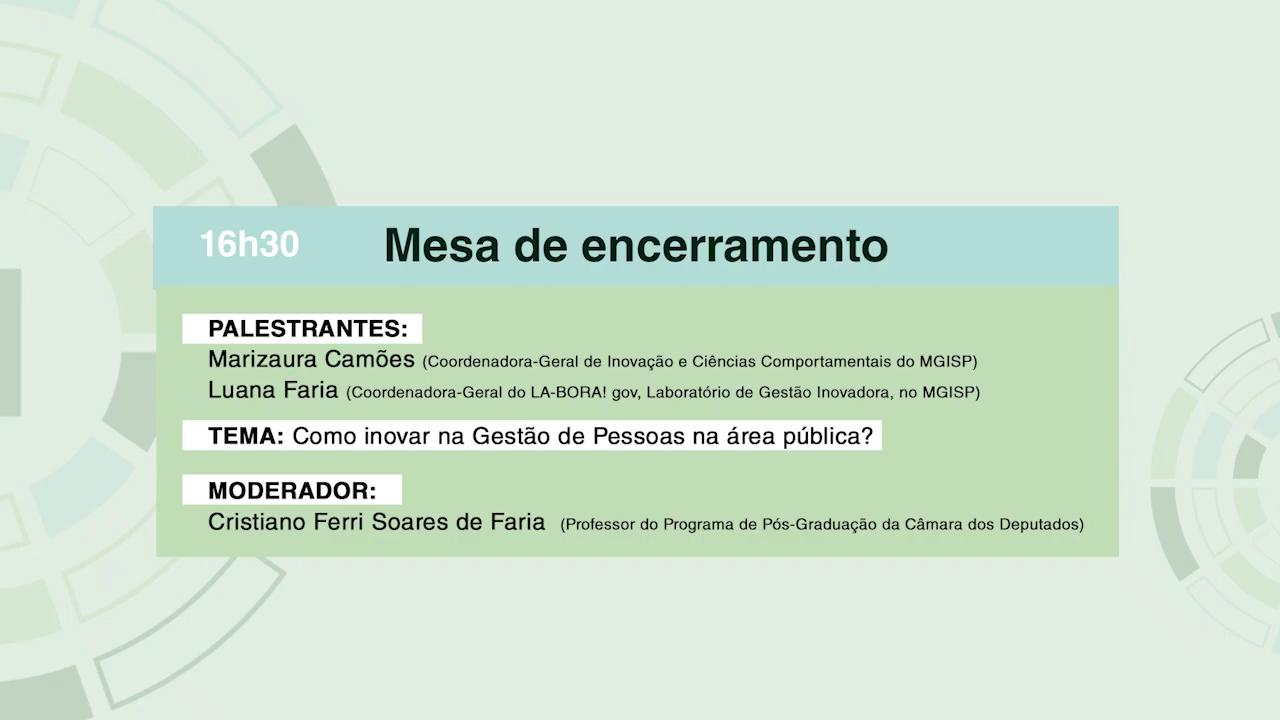 16h30 Mesa de encerramento
PALESTRANTES:
Marizaura Camões (Coordenadora-Geral de Inovação e Ciências Comportamentais do MGISP)
Luana Faria (Coordenadora-Geral do LA-BORA! gov, Laboratório de Gestão Inovadora, no MGISP)
TEMA: Como inovar na Gestão de Pessoas na área pública?
MODERADOR:
Cristiano Ferri Soares de Faria (Professor do Programa de Pós-Graduação da Câmara dos Deputados)